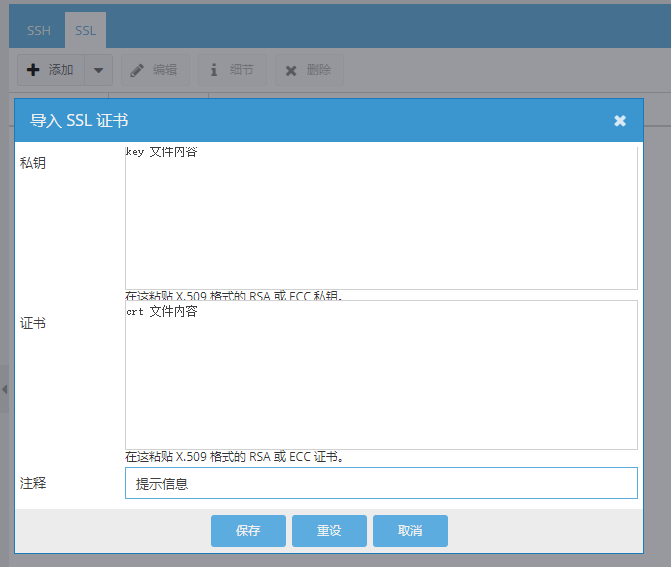 SSH SSL
添加 编辑 细节 删除
导入 SSL 证书
私钥
key 文件内容
在这粘贴 X.509 格式的 RSA 或 ECC 私钥。
证书
crt 文件内容
在这粘贴 X.509 格式的 RSA 或 ECC 证书。
注释 提示信息
保存 重设 取消